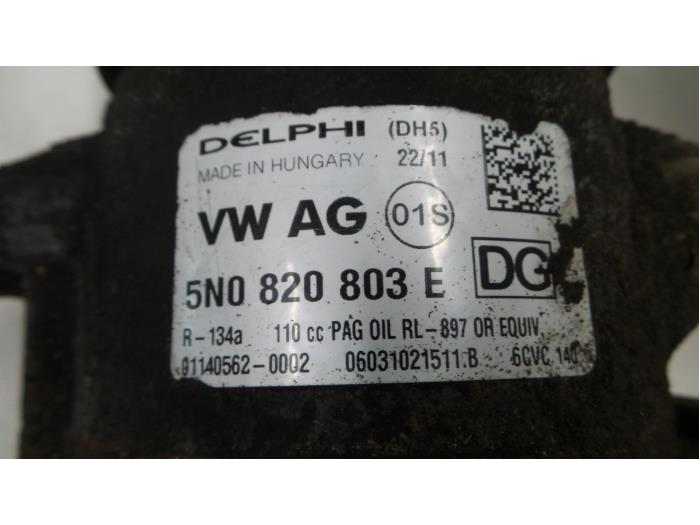 DELPHI (DH5)
MADE IN HUNGARY 22/11
VW AG 01S
5N0 820 803 E DG
R-134a 110 cc PAG OIL RL-897 OR EQUIV
01140562-0002 06031021511.B 6CVC 140